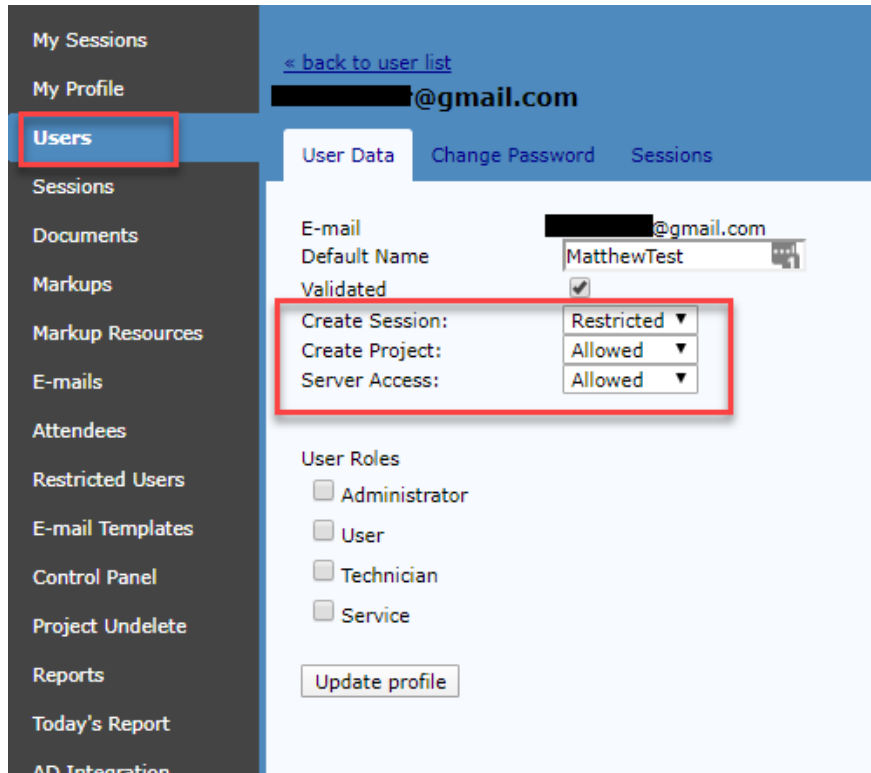 My Sessions
My Profile
Users
Sessions
Documents
Markups
Markup Resources
E-mails
Attendees
Restricted Users
E-mail Templates
Control Panel
Project Undelete
Reports
Today's Report
AD Integration
« back to user list
@gmail.com
User Data Change Password Sessions
E-mail @gmail.com
Default Name MatthewTest
Validated
Create Session: Restricted
Create Project: Allowed
Server Access: Allowed
User Roles
Administrator
User
Technician
Service
Update profile